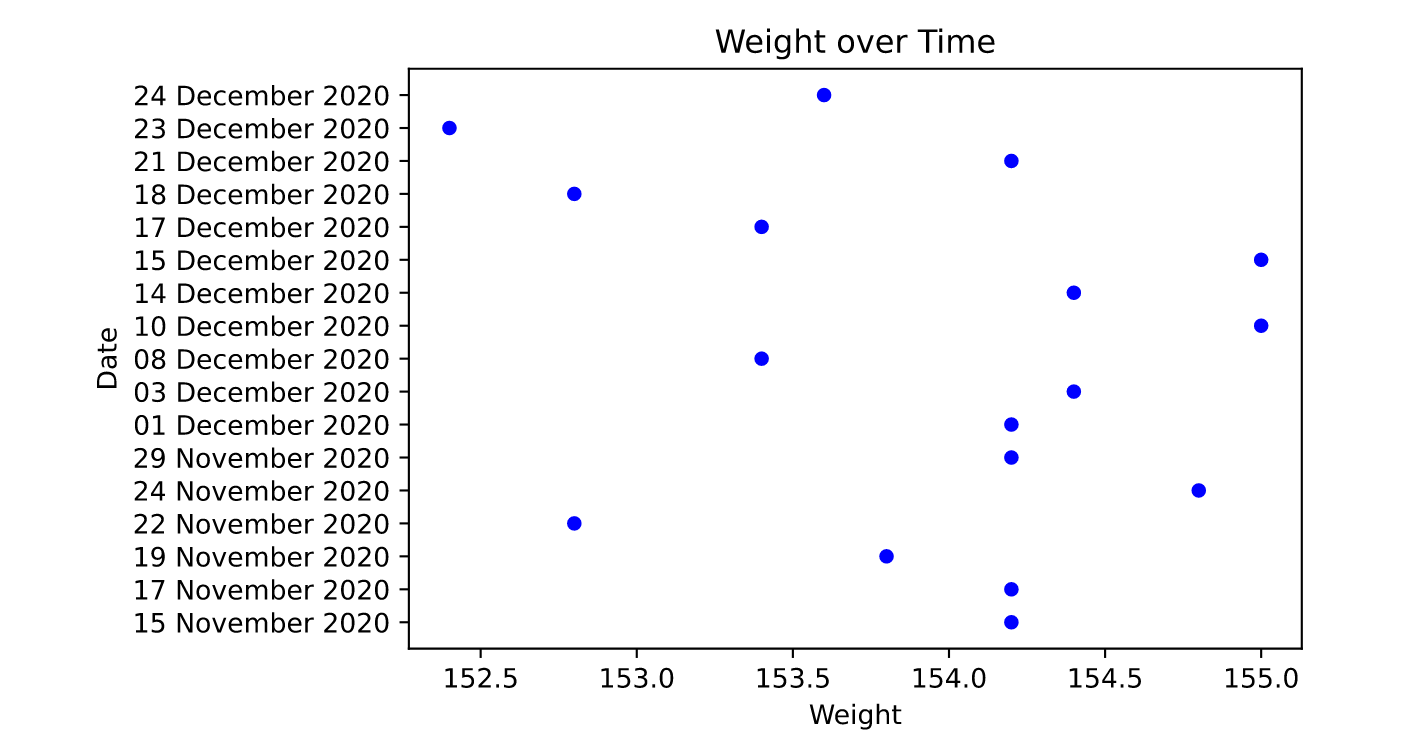 Weight over Time
24 December 2020
23 December 2020
21 December 2020
18 December 2020
17 December 2020
15 December 2020
14 December 2020
10 December 2020
08 December 2020
03 December 2020
01 December 2020
29 November 2020
24 November 2020
22 November 2020
19 November 2020
17 November 2020
15 November 2020
Date
152.5 153.0 153.5 154.0 154.5 155.0
Weight